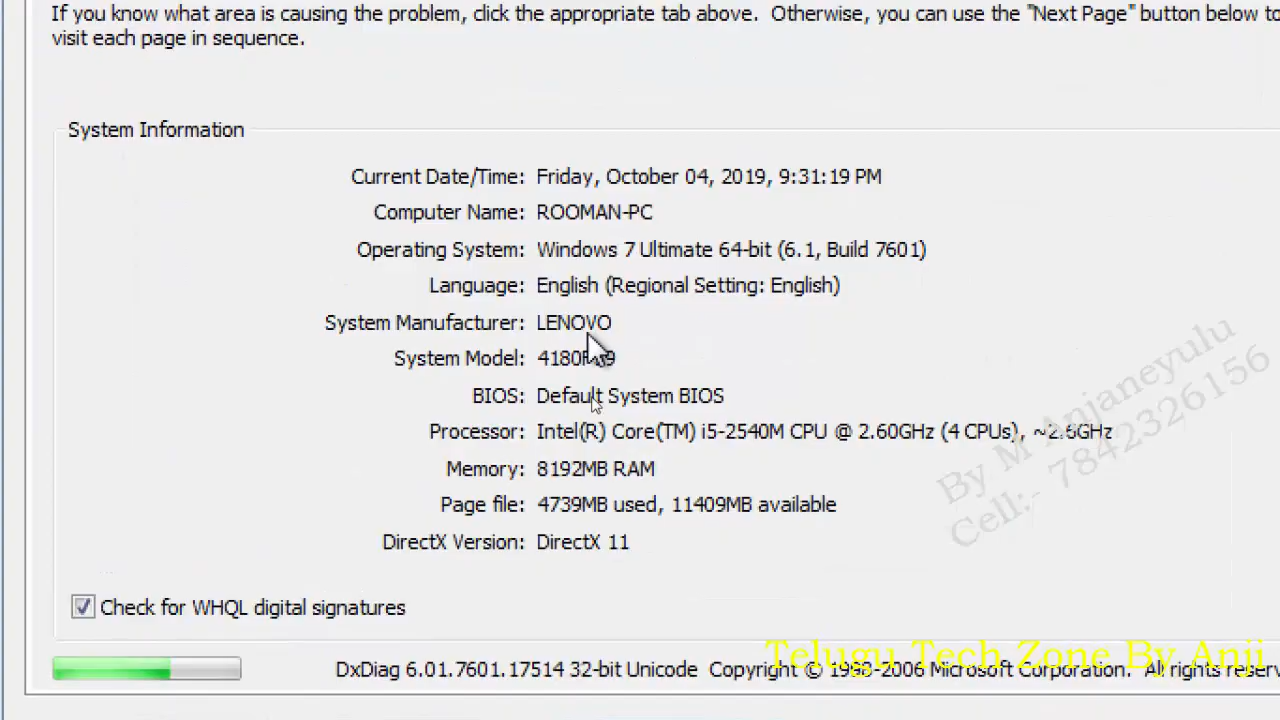 If you know what area is causing the problem, click the appropriate tab above.  Otherwise, you can use the "Next Page" button below to
visit each page in sequence.
System Information
Current Date/Time: Friday, October 04, 2019, 9:31:19 PM
Computer Name: ROOMAN-PC
Operating System: Windows 7 Ultimate 64-bit (6.1, Build 7601)
Language: English (Regional Setting: English)
System Manufacturer: LENOVO
System Model:
BIOS: Default System BIOS
Processor: Intel(R) Core(TM) i5-2540M CPU @ 2.60GHz (4 CPUs), ~2.6GHz
Memory: 8192MB RAM
Page file: 4739MB used, 11409MB available
DirectX Version: DirectX 11
By M Anjaneyulu
Cell:- 7842326156
Check for WHQL digital signatures
Telugu Tech Zone By Anji
DxDiag 6.01.7601.17514 32-bit Unicode  Copyright © 1998-2006 Microsoft Corporation.  All rights